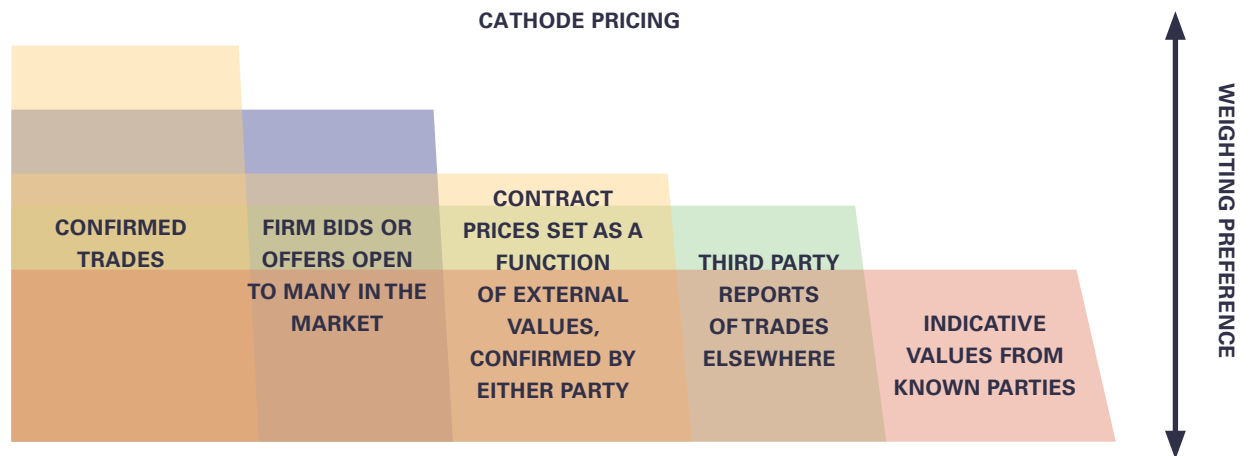 CATHODE PRICING
CONFIRMED
TRADES
FIRM BIDS OR
OFFERS OPEN
TO MANY IN THE
MARKET
CONTRACT
PRICES SET AS A
FUNCTION
OF EXTERNAL
VALUES,
CONFIRMED BY
EITHER PARTY
THIRD PARTY
REPORTS
OF TRADES
ELSEWHERE
INDICATIVE
VALUES FROM
KNOWN PARTIES
WEIGHTING PREFERENCE